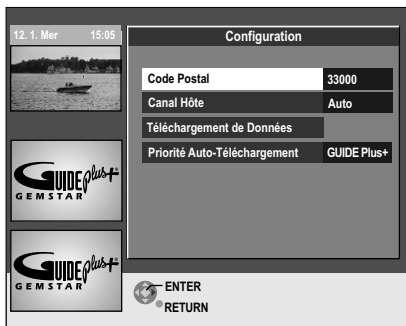 12. 1. Mer 15:05
Configuration
Code Postal 33000
Canal Hôte Auto
Téléchargement de Données
Priorité Auto-Téléchargement GUIDE Plus+
GUIDE Plus+
GEMSTAR
GUIDE Plus+
GEMSTAR
ENTER
RETURN